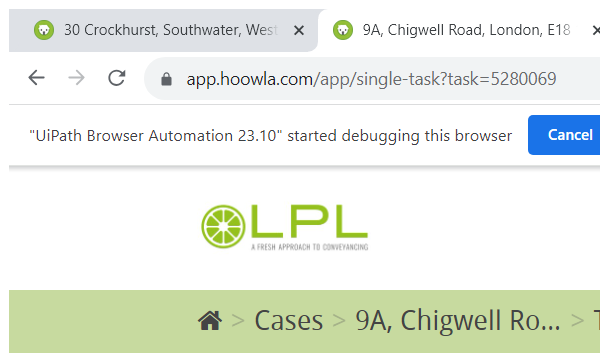 30 Crockhurst, Southwater, West
9A, Chigwell Road, London, E18
app.hoowla.com/app/single-task?task=5280069
"UiPath Browser Automation 23.10" started debugging this browser
Cancel
LPL
A FRESH APPROACH TO CONVEYANCING
> Cases > 9A, Chigwell Ro... >